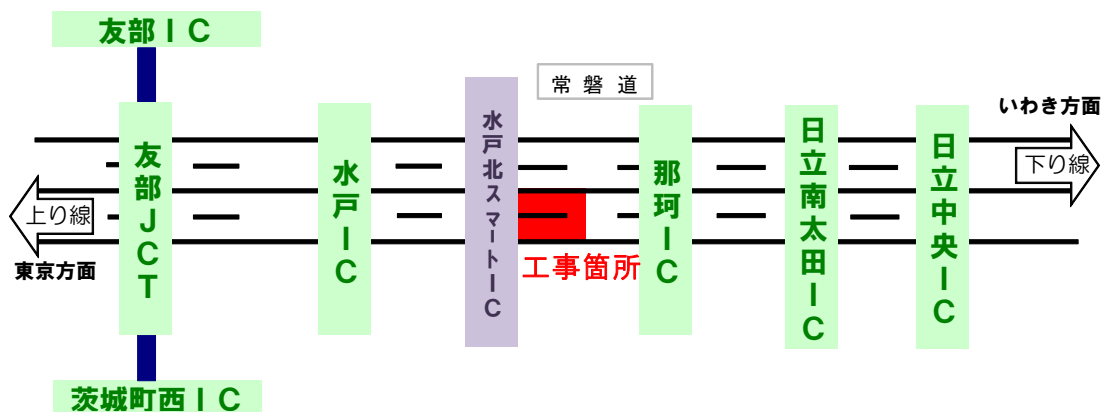 友部ＩＣ
常磐道
いわき方面
下り線
友部ＪＣＴ
水戸ＩＣ
水戸北スマートＩＣ
那珂ＩＣ
日立南太田ＩＣ
日立中央ＩＣ
上り線
東京方面
工事箇所
茨城町西ＩＣ